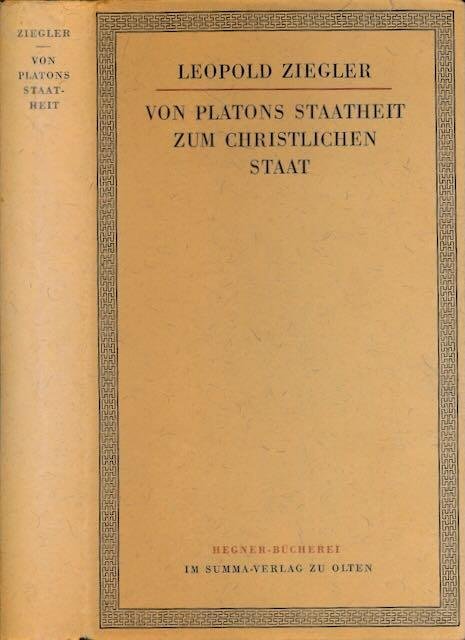 ZIEGLER
VON
PLATONS
STAAT-
HEIT
LEOPOLD ZIEGLER
VON PLATONS STAATHEIT
ZUM CHRISTLICHEN
STAAT
HEGNER-BÜCHEREI
IM SUMMA-VERLAG ZU OLTEN